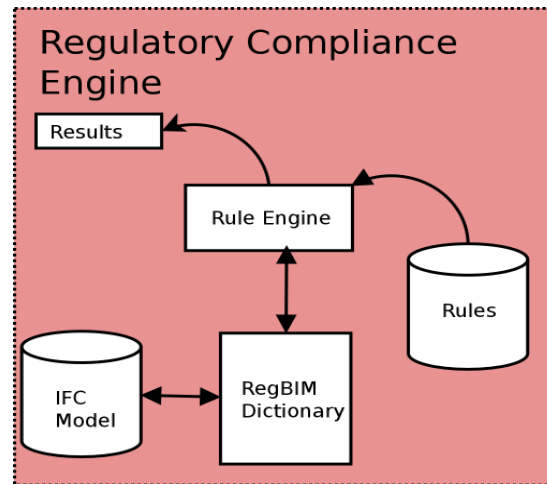 Regulatory Compliance
Engine
Results
Rule Engine
Rules
IFC
Model
RegBIM
Dictionary